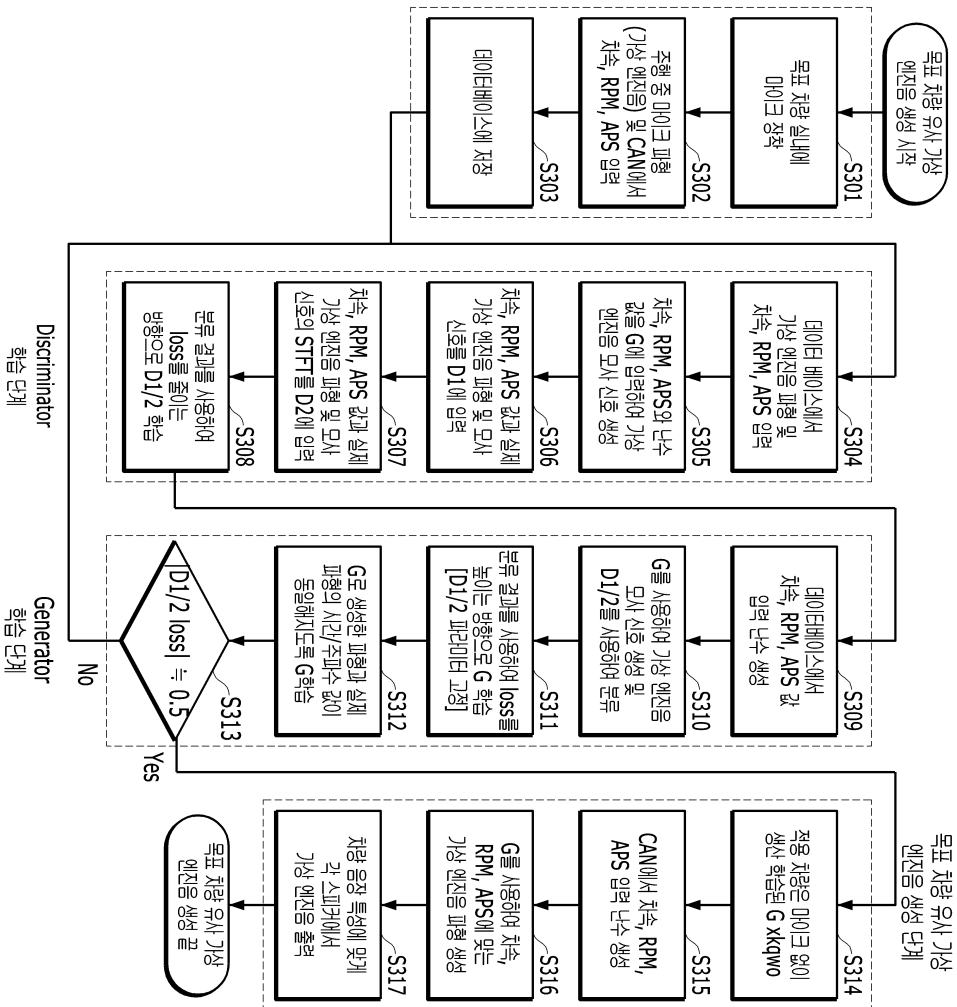 목표 차량 유사 가상
엔진음 생성 시작
S301
목표 차량 실내에
마이크 장착
S302
주행 중 마이크 파형
(가상 엔진음) 및 CAN에서
차속, RPM, APS 입력
S303
데이터베이스에 저장
Discriminator
학습 단계
S304
데이터 베이스에서
가상 엔진음 파형 및
차속, RPM, APS 입력
S305
차속, RPM, APS와 난수
값을 G에 입력하여 가상
엔진음 모사 신호 생성
S306
차속, RPM, APS 값과 실제
가상 엔진음 파형 및 모사
신호를 D1에 입력
S307
차속, RPM, APS 값과 실제
가상 엔진음 파형 및 모사
신호의 STFT를 D2에 입력
S308
분류 결과를 사용하여
loss를 줄이는
방향으로 D1/2 학습
Generator
학습 단계
S309
데이터베이스에서
차속, RPM, APS 값
입력 난수 생성
S310
G를 사용하여 가상 엔진음
모사 신호 생성 및
D1/2를 사용하여 분류
S311
분류 결과를 사용하여 loss를
높이는 방향으로 G 학습
[D1/2 파라미터 고정]
S312
G로 생성한 파형과 실제
파형의 시간/주파수 값이
동일해지도록 G학습
S313
|D1/2 loss| ≒ 0.5
No
Yes
목표 차량 유사 가상
엔진음 생성 단계
S314
적용 차량은 마이크 없이
생산 학습된 G xkqwo
S315
CAN에서 차속, RPM,
APS 입력 난수 생성
S316
G를 사용하여 차속,
RPM, APS에 맞는
가상 엔진음 파형 생성
S317
차량 음장 특성에 맞게
각 스피커에서
가상 엔진음 출력
목표 차량 유사 가상
엔진음 생성 끝